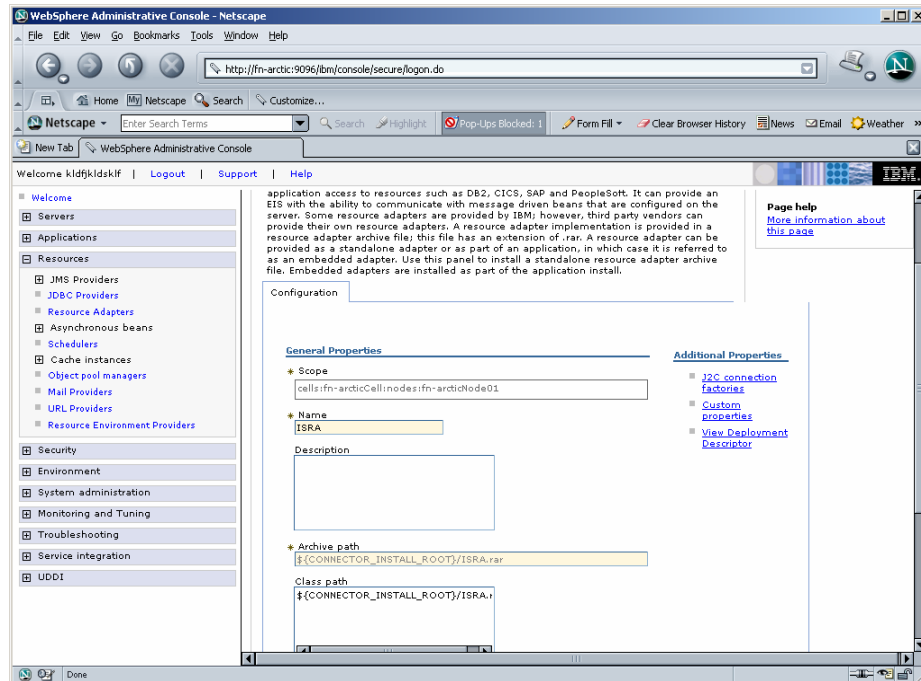 WebSphere Administrative Console - Netscape
File Edit View Go Bookmarks Tools Window Help
http://fn-arctic:9096/ibm/console/secure/logon.do
Home My Netscape Search Customize...
Netscape Enter Search Terms Search Highlight Pop-Ups Blocked: 1 Form Fill Clear Browser History News Email Weather »
New Tab WebSphere Administrative Console
Welcome kldfjkldsklf | Logout | Support | Help IBM.
Welcome
Servers
Applications
Resources
JMS Providers
JDBC Providers
Resource Adapters
Asynchronous beans
Schedulers
Cache instances
Object pool managers
Mail Providers
URL Providers
Resource Environment Providers
Security
Environment
System administration
Monitoring and Tuning
Troubleshooting
Service integration
UDDI
application access to resources such as DB2, CICS, SAP and PeopleSoft. It can provide an
EIS with the ability to communicate with message driven beans that are configured on the
server. Some resource adapters are provided by IBM; however, third party vendors can
provide their own resource adapters. A resource adapter implementation is provided in a
resource adapter archive file; this file has an extension of .rar. A resource adapter can be
provided as a standalone adapter or as part of an application, in which case it is referred to
as an embedded adapter. Use this panel to install a standalone resource adapter archive
file. Embedded adapters are installed as part of the application install.
Configuration
General Properties
* Scope
cells:fn-arcticCell:nodes:fn-arcticNode01
* Name
ISRA
Description
* Archive path
${CONNECTOR_INSTALL_ROOT}/ISRA.rar
Class path
${CONNECTOR_INSTALL_ROOT}/ISRA.r
Additional Properties
J2C connection
factories
Custom
properties
View Deployment
Descriptor
Page help
More information about
this page
Done